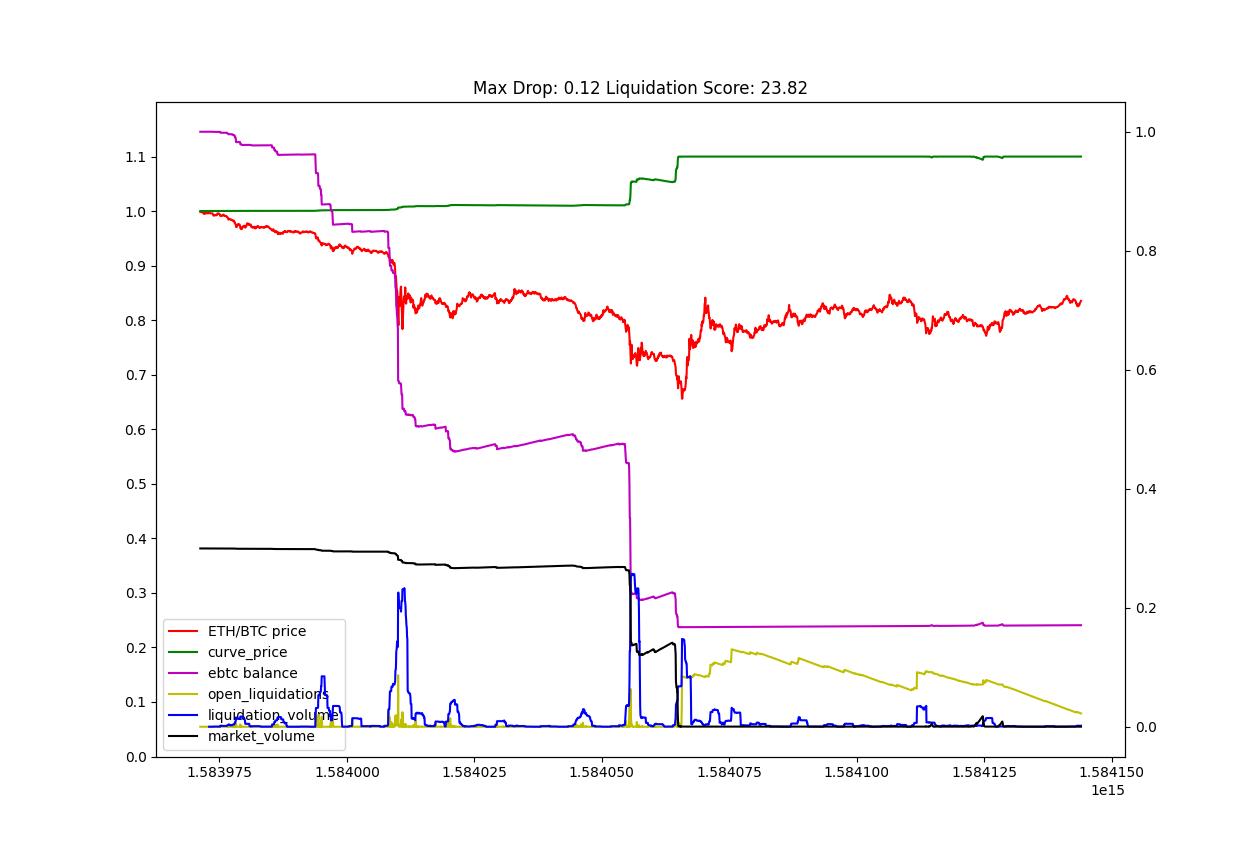 Max Drop: 0.12 Liquidation Score: 23.82
1.1
1.0
0.9
0.8
0.7
0.6
0.5
0.4
0.3
0.2
0.1
0.0
1.0
0.8
0.6
0.4
0.2
0.0
ETH/BTC price
curve_price
ebtc balance
open_liquidations
liquidation_volume
market_volume
1.583975 1.584000 1.584025 1.584050 1.584075 1.584100 1.584125 1.584150
1e15